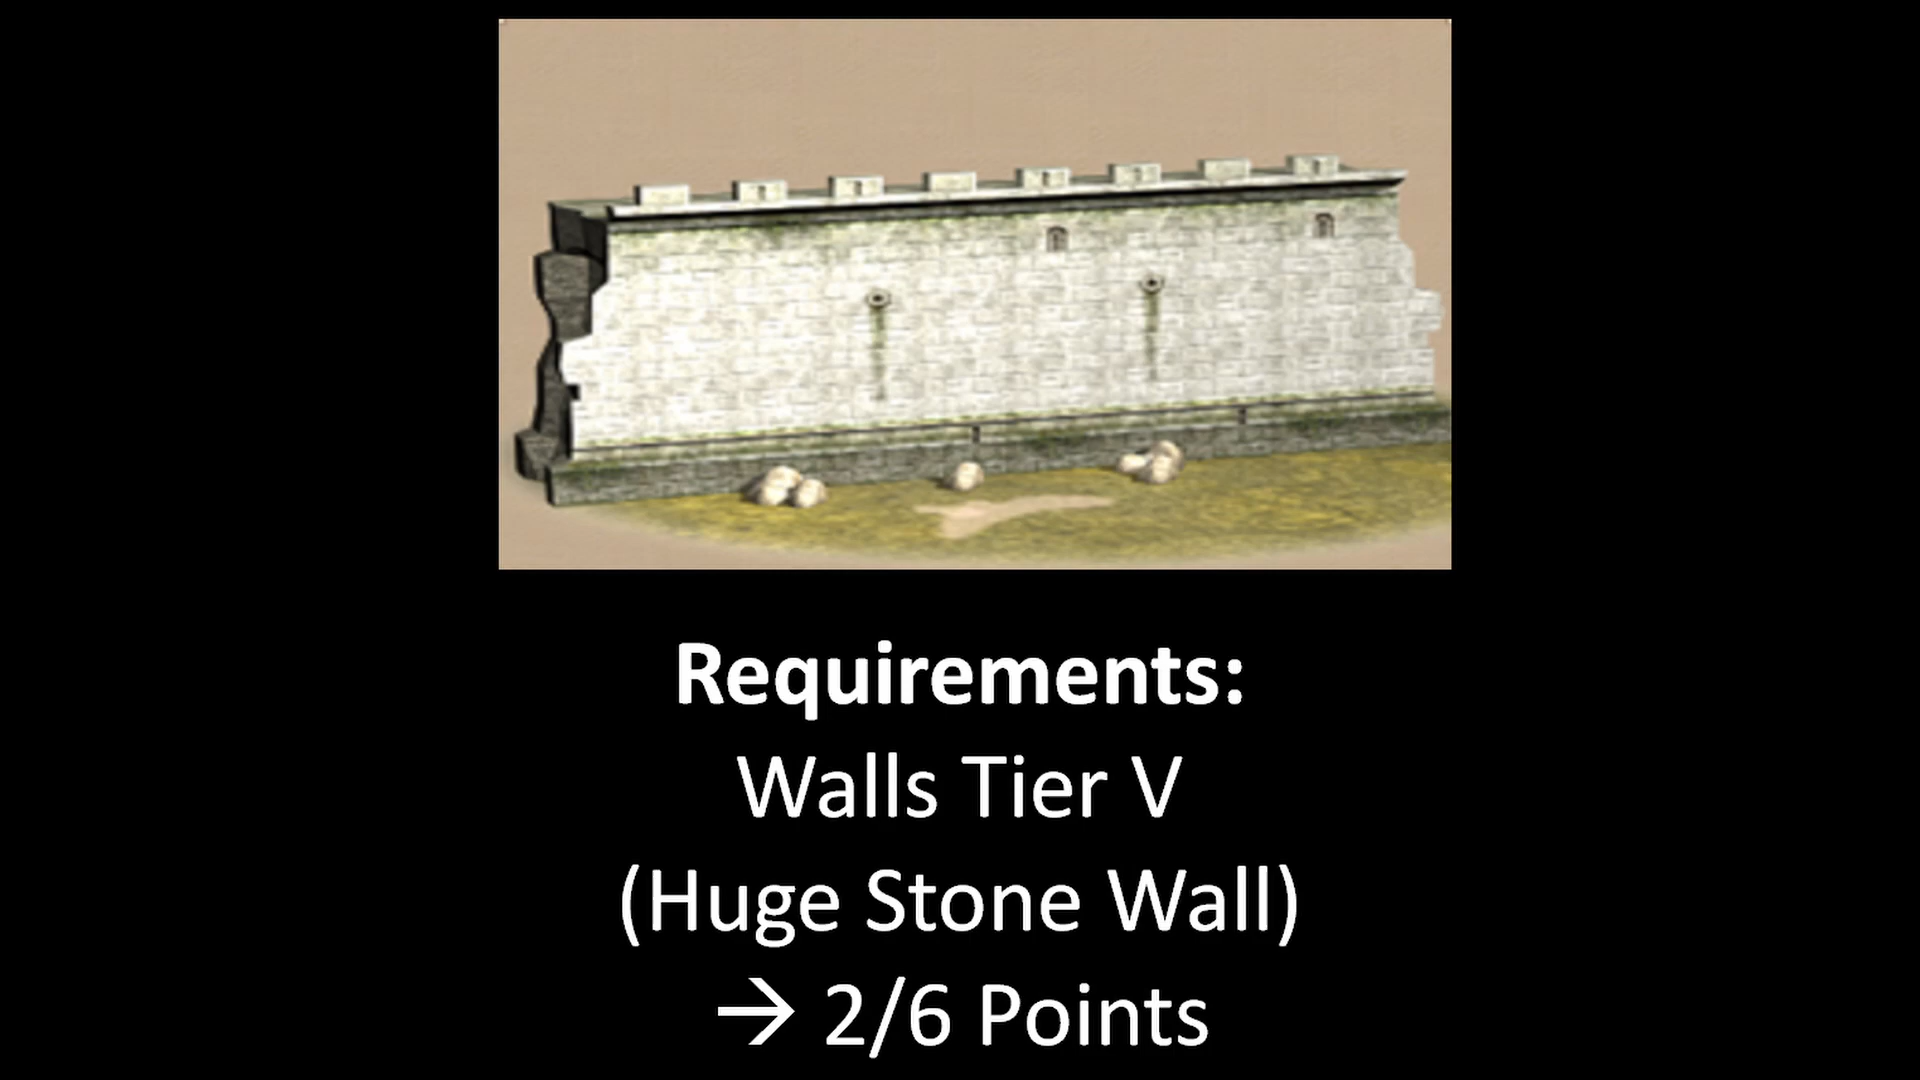 Requirements:
Walls Tier V
(Huge Stone Wall)
→ 2/6 Points